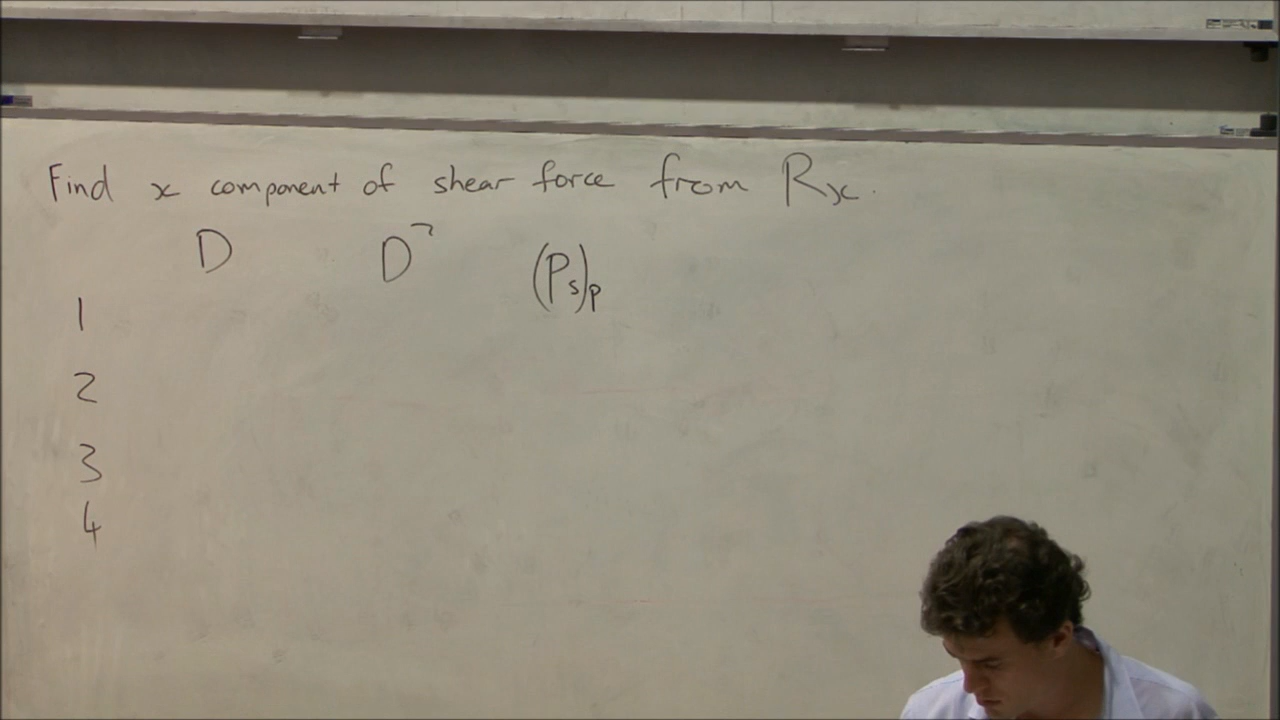 Find x component of shear force from Rx.
D D² (Ps)p
1
2
3
4